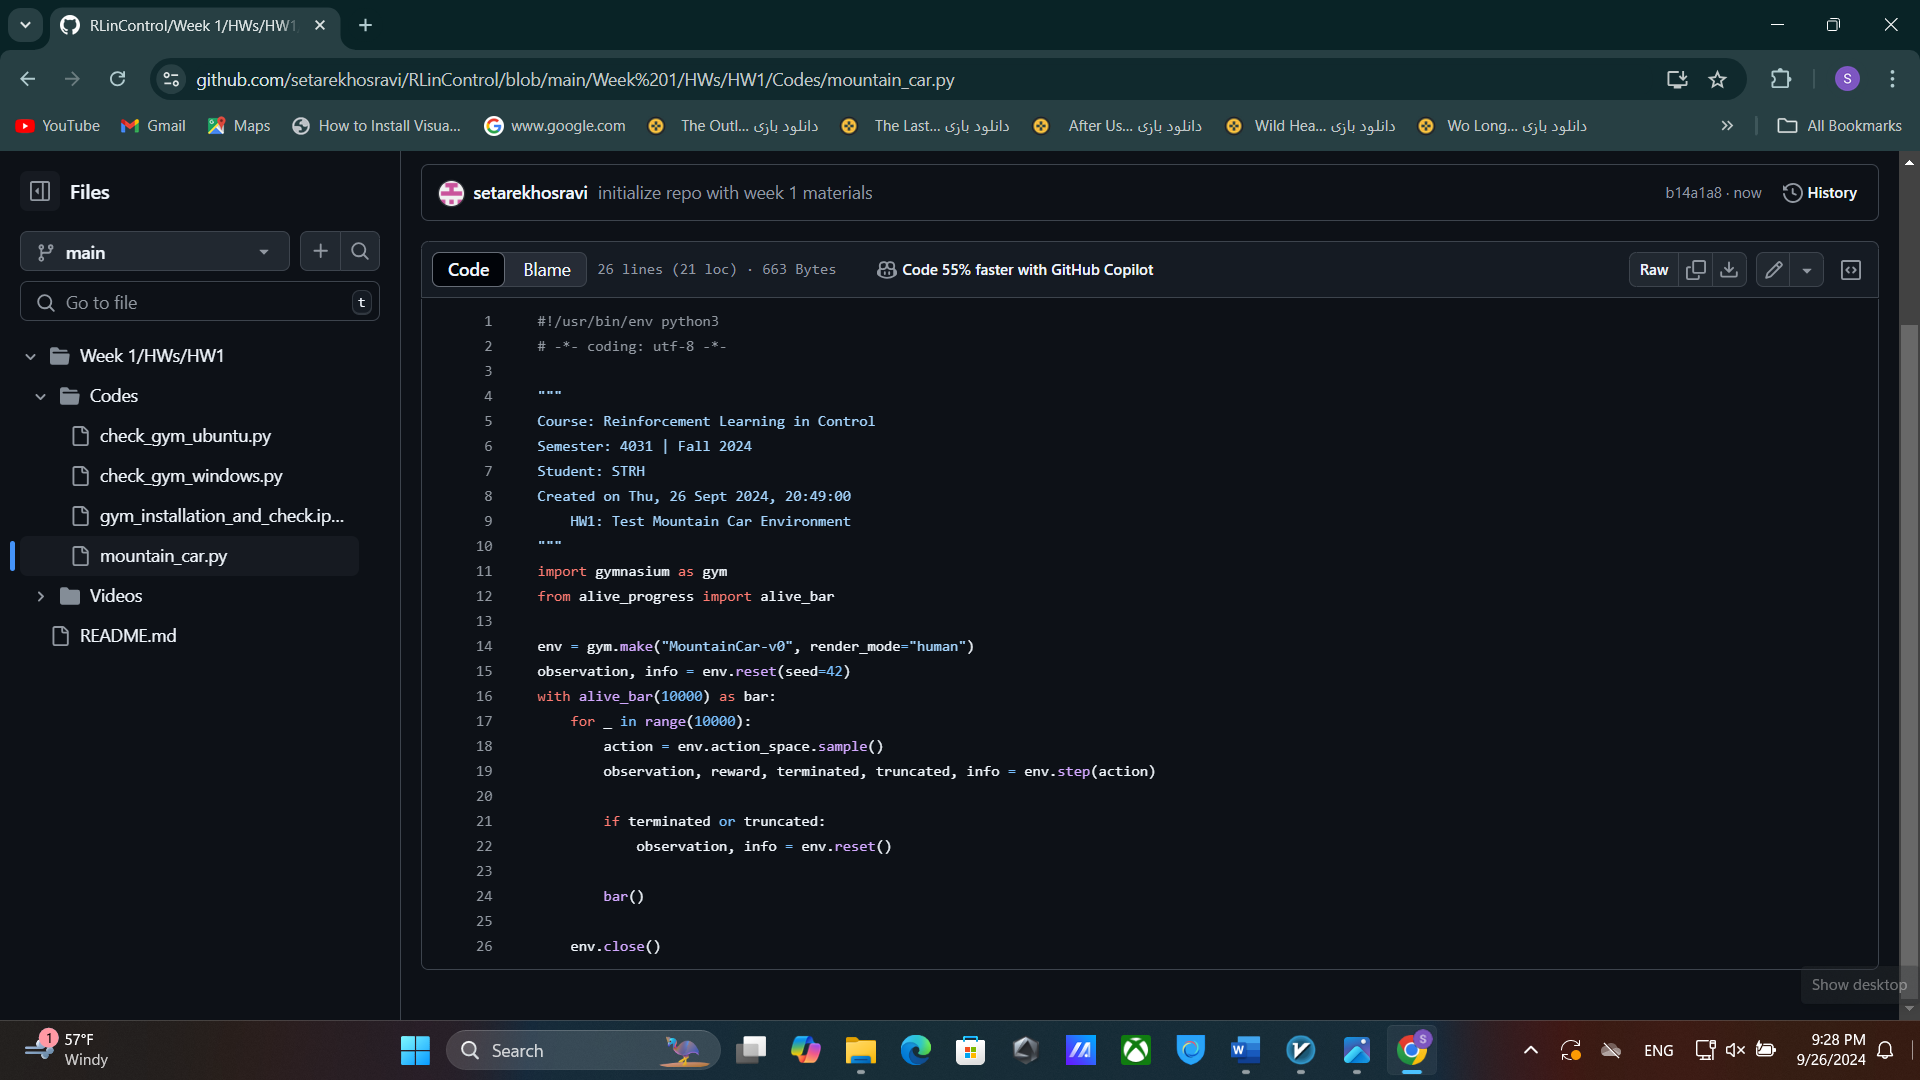 RLinControl/Week 1/HWs/HW1
github.com/setarekhosravi/RLinControl/blob/main/Week%201/HWs/HW1/Codes/mountain_car.py
S
YouTube
Gmail
Maps
How to Install Visua...
www.google.com
The Outl... دانلود بازی
The Last... دانلود بازی
After Us... دانلود بازی
Wild Hea... دانلود بازی
Wo Long... دانلود بازی
All Bookmarks
Files
main
Go to file
t
Week 1/HWs/HW1
Codes
check_gym_ubuntu.py
check_gym_windows.py
gym_installation_and_check.ip...
mountain_car.py
Videos
README.md
setarekhosravi initialize repo with week 1 materials
b14a1a8 · now
History
Code
Blame
26 lines (21 loc) · 663 Bytes
Code 55% faster with GitHub Copilot
Raw
1 #!/usr/bin/env python3
2 # -*- coding: utf-8 -*-
3
4 """
5 Course: Reinforcement Learning in Control
6 Semester: 4031 | Fall 2024
7 Student: STRH
8 Created on Thu, 26 Sept 2024, 20:49:00
9     HW1: Test Mountain Car Environment
10 """
11 import gymnasium as gym
12 from alive_progress import alive_bar
13
14 env = gym.make("MountainCar-v0", render_mode="human")
15 observation, info = env.reset(seed=42)
16 with alive_bar(10000) as bar:
17     for _ in range(10000):
18         action = env.action_space.sample()
19         observation, reward, terminated, truncated, info = env.step(action)
20
21         if terminated or truncated:
22             observation, info = env.reset()
23
24         bar()
25
26     env.close()
Show desktop
1
57°F
Windy
Search
S
ENG
9:28 PM
9/26/2024